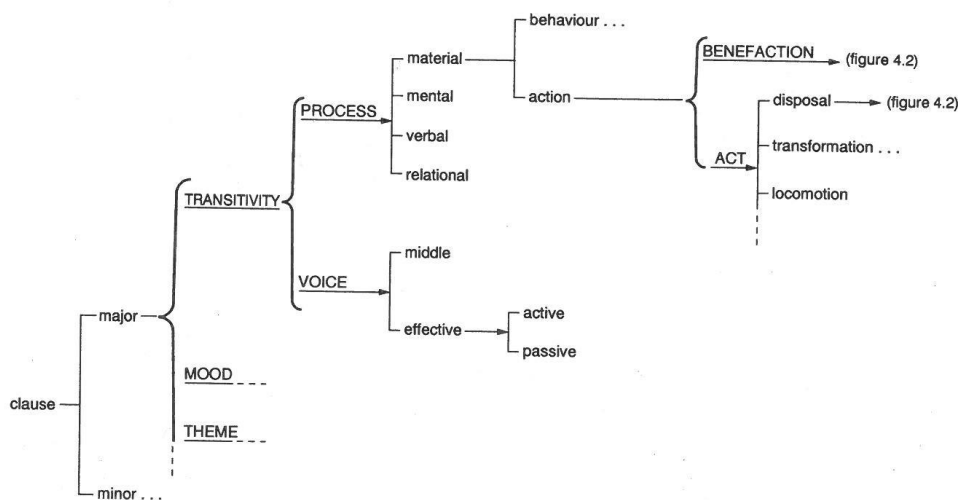 behaviour . . .
BENEFACTION
(figure 4.2)
material
action
disposal
(figure 4.2)
PROCESS
mental
verbal
transformation . . .
ACT
relational
locomotion
TRANSITIVITY
middle
VOICE
major
effective
active
passive
MOOD
clause
THEME
minor . . .